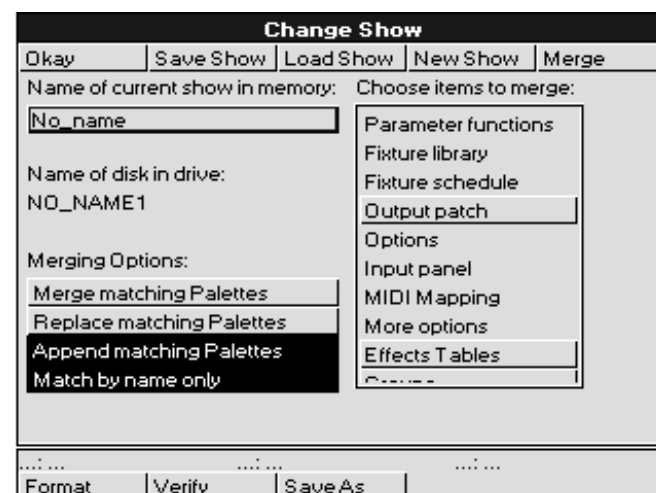 Change Show
Okay Save Show Load Show New Show Merge
Name of current show in memory:
No_name
Name of disk in drive:
NO_NAME1
Merging Options:
Merge matching Palettes
Replace matching Palettes
Append matching Palettes
Match by name only
Choose items to merge:
Parameter functions
Fixture library
Fixture schedule
Output patch
Options
Input panel
MIDI Mapping
More options
Effects Tables
...: ... ...: ... ...: ...
Format Verify Save As